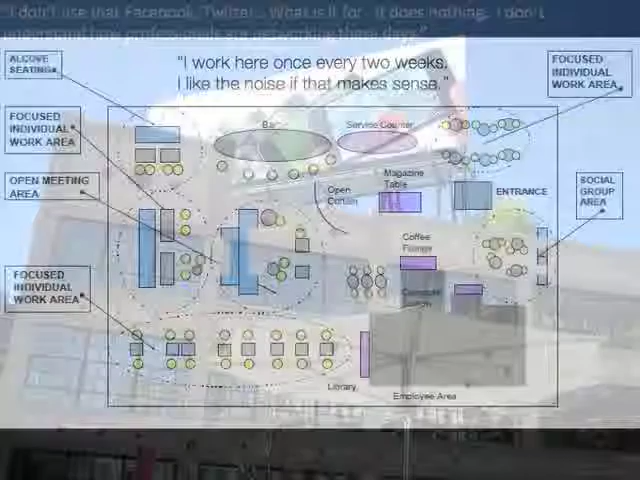 "I don't use that Facebook, Twitter.. What is it for.. It does nothing. I don't
understand how professionals are networking these days."
"I work here once every two weeks.
I like the noise if that makes sense."
ALCOVE
SEATING
FOCUSED
INDIVIDUAL
WORK AREA
Bar
Service Counter
FOCUSED
INDIVIDUAL
WORK AREA
OPEN MEETING
AREA
Open
Magazine
Table
ENTRANCE
SOCIAL
GROUP
AREA
Coffee
FOCUSED
INDIVIDUAL
WORK AREA
Library
Employee Area